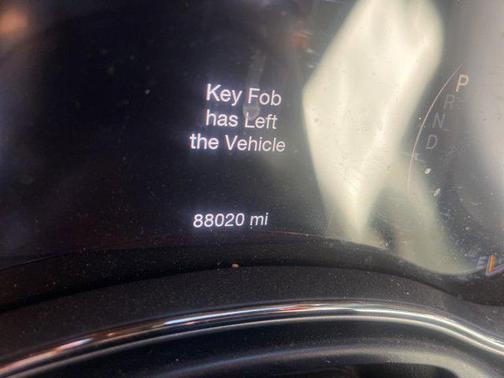 Key Fob
has Left
the Vehicle
P
R
N
D
88020 mi
E